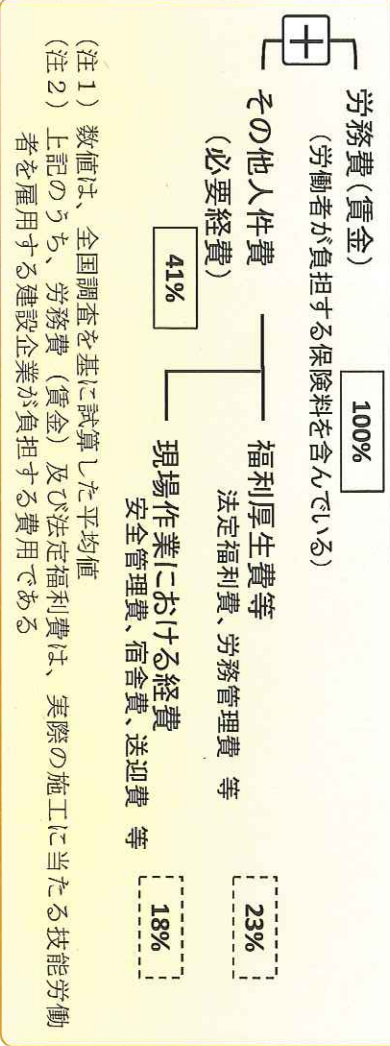 労務費(賃金)
100%
(労働者が負担する保険料を含んでいる)
+
その他人件費
(必要経費)
41%
福利厚生費等
法定福利費、労務管理費 等
23%
現場作業における経費
安全管理費、宿舎費、送迎費 等
18%
(注1) 数値は、全国調査を基に試算した平均値
(注2) 上記のうち、労務費(賃金)及び法定福利費は、実際の施工に当たる技能労働
者を雇用する建設企業が負担する費用である